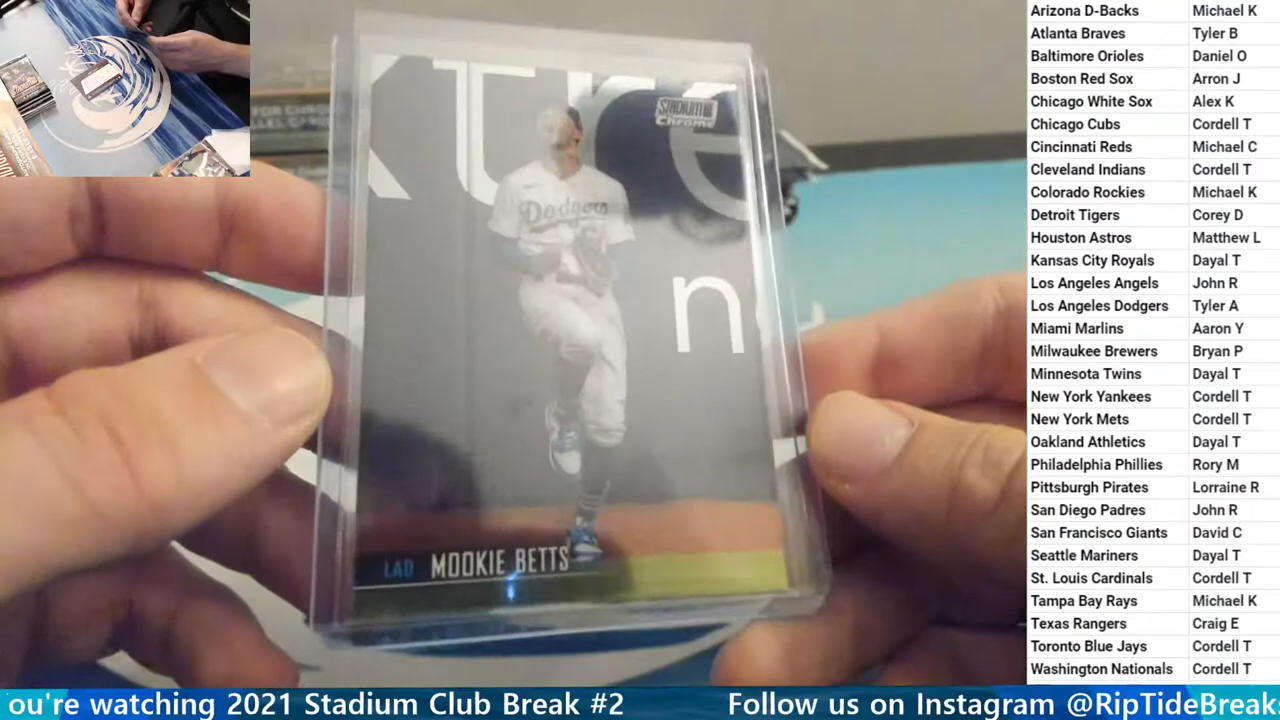 xtre
STADIUM
Chrome
Dodgers
n
LAD MOOKIE BETTS
Arizona D-Backs Michael K
Atlanta Braves Tyler B
Baltimore Orioles Daniel O
Boston Red Sox Arron J
Chicago White Sox Alex K
Chicago Cubs Cordell T
Cincinnati Reds Michael C
Cleveland Indians Cordell T
Colorado Rockies Michael K
Detroit Tigers Corey D
Houston Astros Matthew L
Kansas City Royals Dayal T
Los Angeles Angels John R
Los Angeles Dodgers Tyler A
Miami Marlins Aaron Y
Milwaukee Brewers Bryan P
Minnesota Twins Dayal T
New York Yankees Cordell T
New York Mets Cordell T
Oakland Athletics Dayal T
Philadelphia Phillies Rory M
Pittsburgh Pirates Lorraine R
San Diego Padres John R
San Francisco Giants David C
Seattle Mariners Dayal T
St. Louis Cardinals Cordell T
Tampa Bay Rays Michael K
Texas Rangers Craig E
Toronto Blue Jays Cordell T
Washington Nationals Cordell T
ou're watching 2021 Stadium Club Break #2 Follow us on Instagram @RipTideBreaks